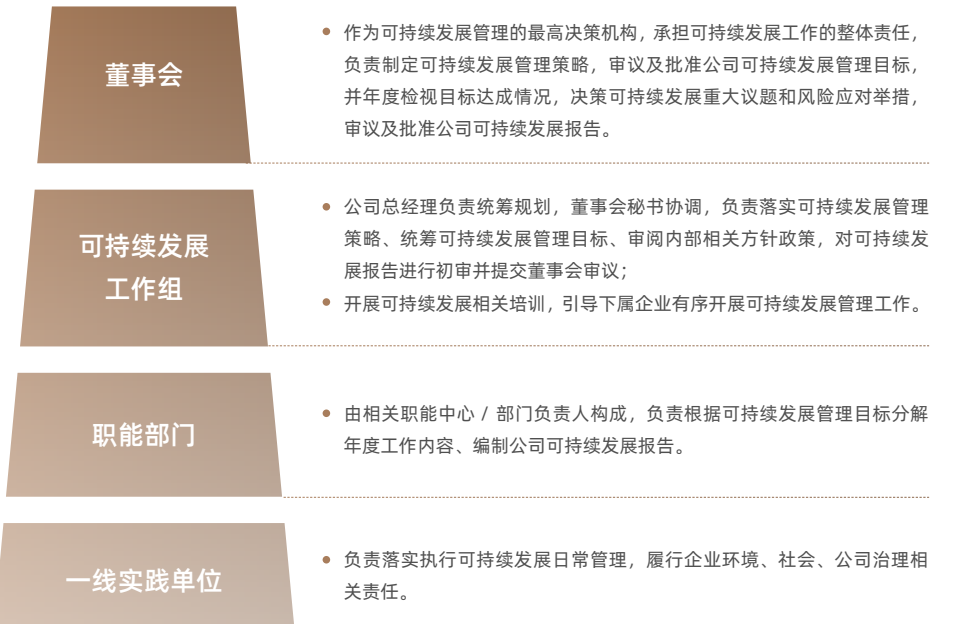 董事会
作为可持续发展管理的最高决策机构，承担可持续发展工作的整体责任，
负责制定可持续发展管理策略，审议及批准公司可持续发展管理目标，
并年度检视目标达成情况，决策可持续发展重大议题和风险应对举措，
审议及批准公司可持续发展报告。
可持续发展
工作组
公司总经理负责统筹规划，董事会秘书协调，负责落实可持续发展管理
策略、统筹可持续发展管理目标、审阅内部相关方针政策，对可持续发
展报告进行初审并提交董事会审议；
开展可持续发展相关培训，引导下属企业有序开展可持续发展管理工作。
职能部门
由相关职能中心 / 部门负责人构成，负责根据可持续发展管理目标分解
年度工作内容、编制公司可持续发展报告。
一线实践单位
负责落实执行可持续发展日常管理，履行企业环境、社会、公司治理相
关责任。